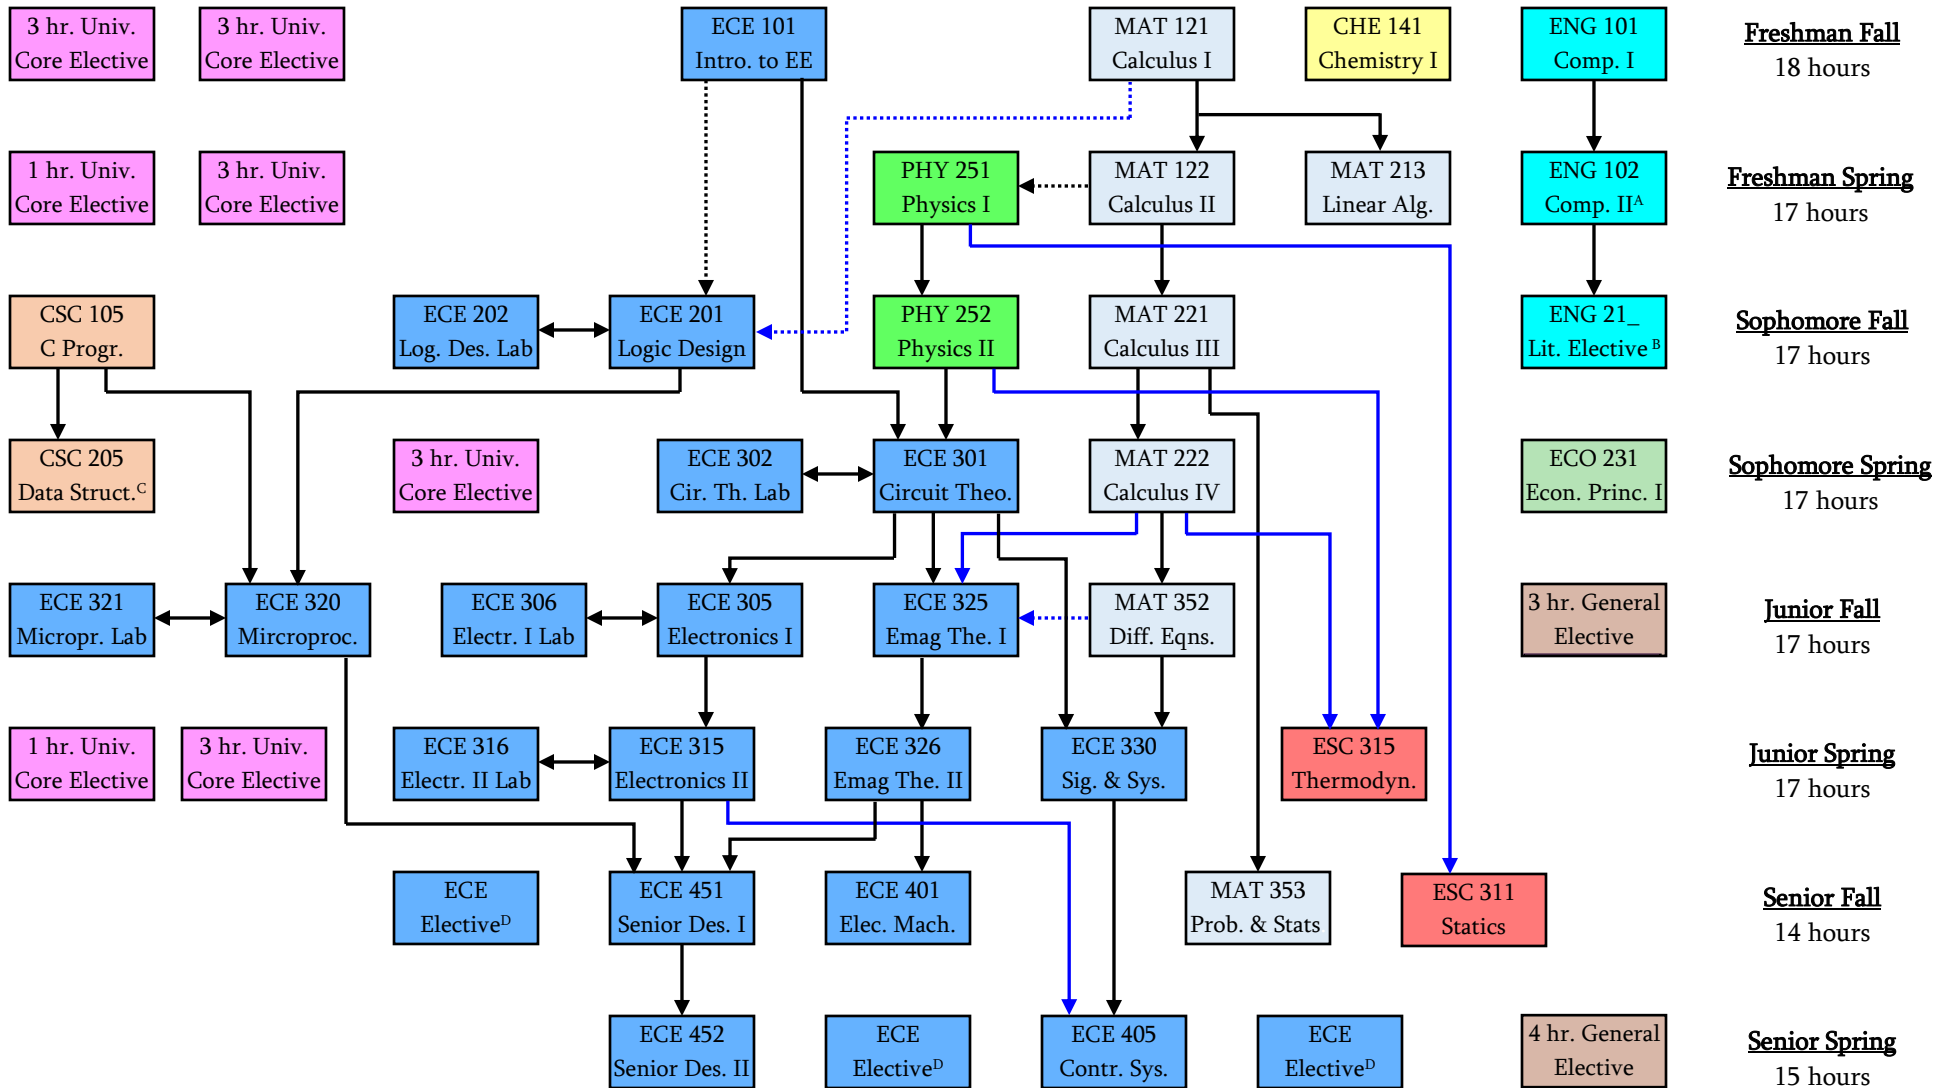 3 hr. Univ.
Core Elective
3 hr. Univ.
Core Elective
ECE 101
Intro. to EE
MAT 121
Calculus I
CHE 141
Chemistry I
ENG 101
Comp. I
Freshman Fall
18 hours
1 hr. Univ.
Core Elective
3 hr. Univ.
Core Elective
PHY 251
Physics I
MAT 122
Calculus II
MAT 213
Linear Alg.
ENG 102
Comp. IIᴬ
Freshman Spring
17 hours
CSC 105
C Progr.
ECE 202
Log. Des. Lab
ECE 201
Logic Design
PHY 252
Physics II
MAT 221
Calculus III
ENG 21_
Lit. Elective ᴮ
Sophomore Fall
17 hours
CSC 205
Data Struct.ᶜ
3 hr. Univ.
Core Elective
ECE 302
Cir. Th. Lab
ECE 301
Circuit Theo.
MAT 222
Calculus IV
ECO 231
Econ. Princ. I
Sophomore Spring
17 hours
ECE 321
Micropr. Lab
ECE 320
Mircroproc.
ECE 306
Electr. I Lab
ECE 305
Electronics I
ECE 325
Emag The. I
MAT 352
Diff. Eqns.
3 hr. General
Elective
Junior Fall
17 hours
1 hr. Univ.
Core Elective
3 hr. Univ.
Core Elective
ECE 316
Electr. II Lab
ECE 315
Electronics II
ECE 326
Emag The. II
ECE 330
Sig. & Sys.
ESC 315
Thermodyn.
Junior Spring
17 hours
ECE
Electiveᴰ
ECE 451
Senior Des. I
ECE 401
Elec. Mach.
MAT 353
Prob. & Stats
ESC 311
Statics
Senior Fall
14 hours
ECE 452
Senior Des. II
ECE
Electiveᴰ
ECE 405
Contr. Sys.
ECE
Electiveᴰ
4 hr. General
Elective
Senior Spring
15 hours